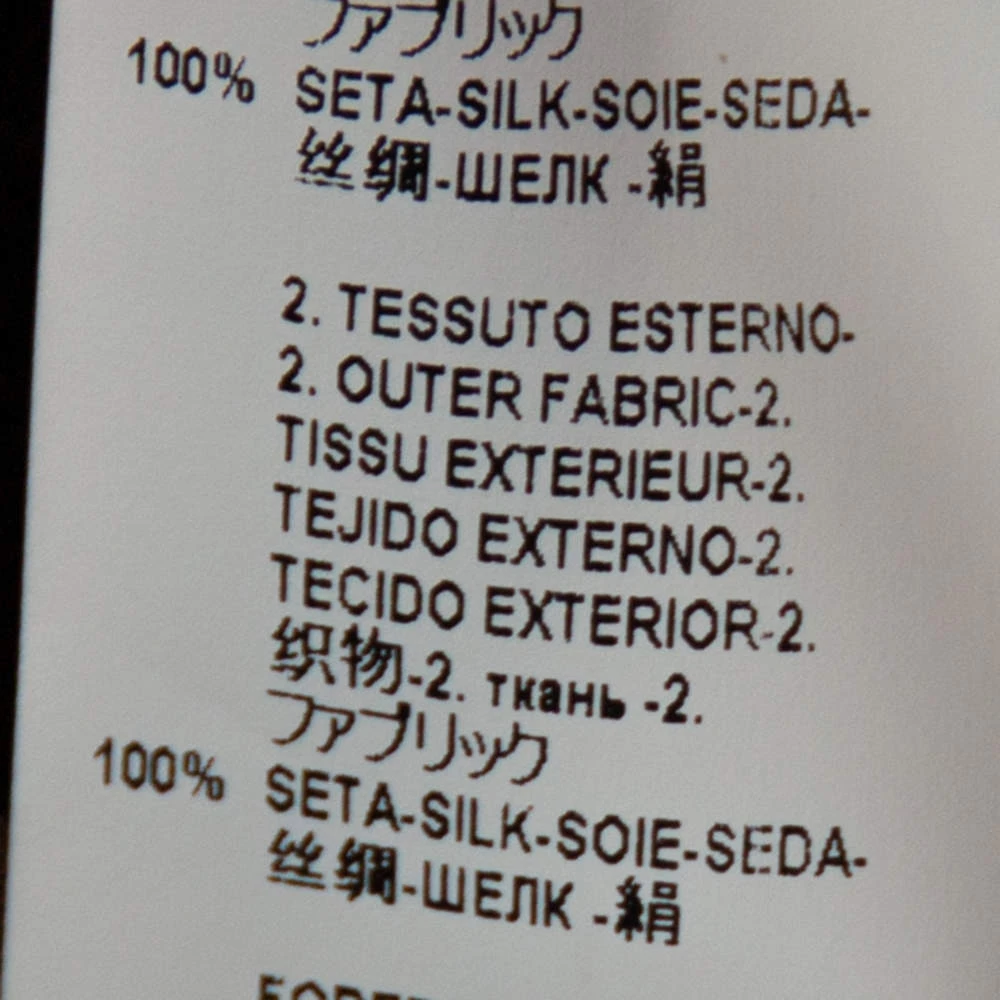 ファブリック
100% SETA-SILK-SOIE-SEDA-
丝绸-ШЕЛК -絹
2. TESSUTO ESTERNO-
2. OUTER FABRIC-2.
TISSU EXTERIEUR-2.
TEJIDO EXTERNO-2.
TECIDO EXTERIOR-2.
织物-2. ткань -2.
ファブリック
100% SETA-SILK-SOIE-SEDA-
丝绸-ШЕЛК -絹